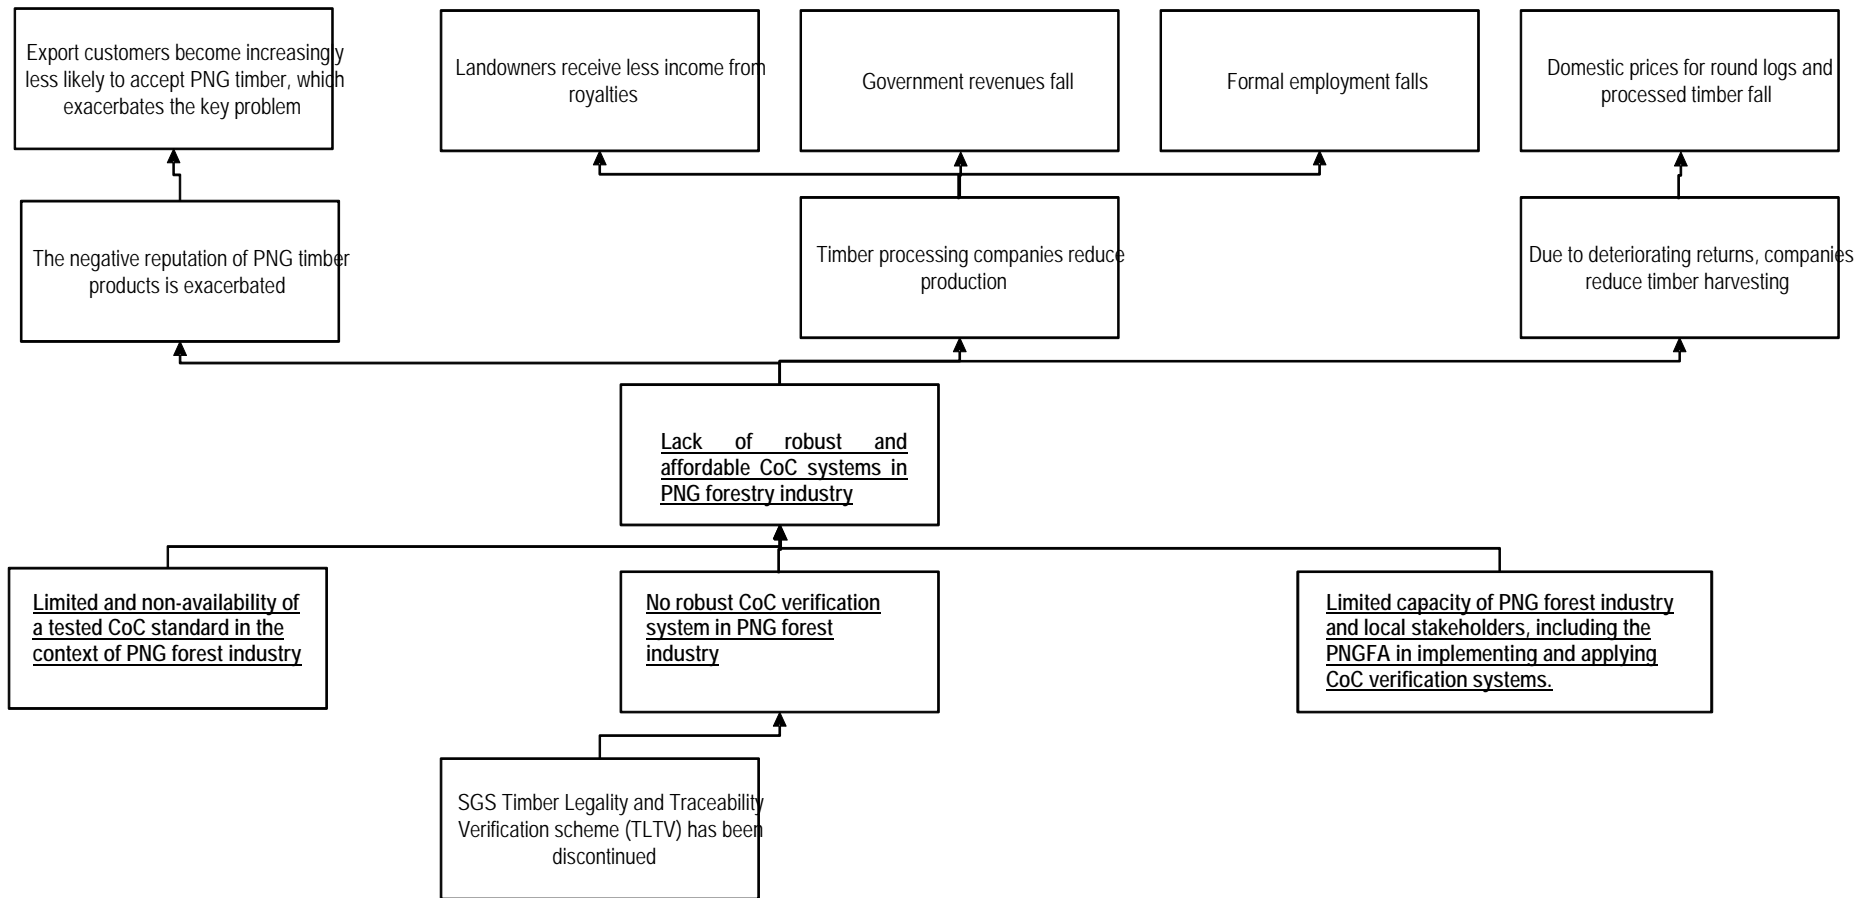 Export customers become increasingly
less likely to accept PNG timber, which
exacerbates the key problem
Landowners receive less income from
royalties
Government revenues fall
Formal employment falls
Domestic prices for round logs and
processed timber fall
The negative reputation of PNG timber
products is exacerbated
Timber processing companies reduce
production
Due to deteriorating returns, companies
reduce timber harvesting
Lack of robust and
affordable CoC systems in
PNG forestry industry
Limited and non-availability of
a tested CoC standard in the
context of PNG forest industry
No robust CoC verification
system in PNG forest
industry
Limited capacity of PNG forest industry
and local stakeholders, including the
PNGFA in implementing and applying
CoC verification systems.
SGS Timber Legality and Traceability
Verification scheme (TLTV) has been
discontinued